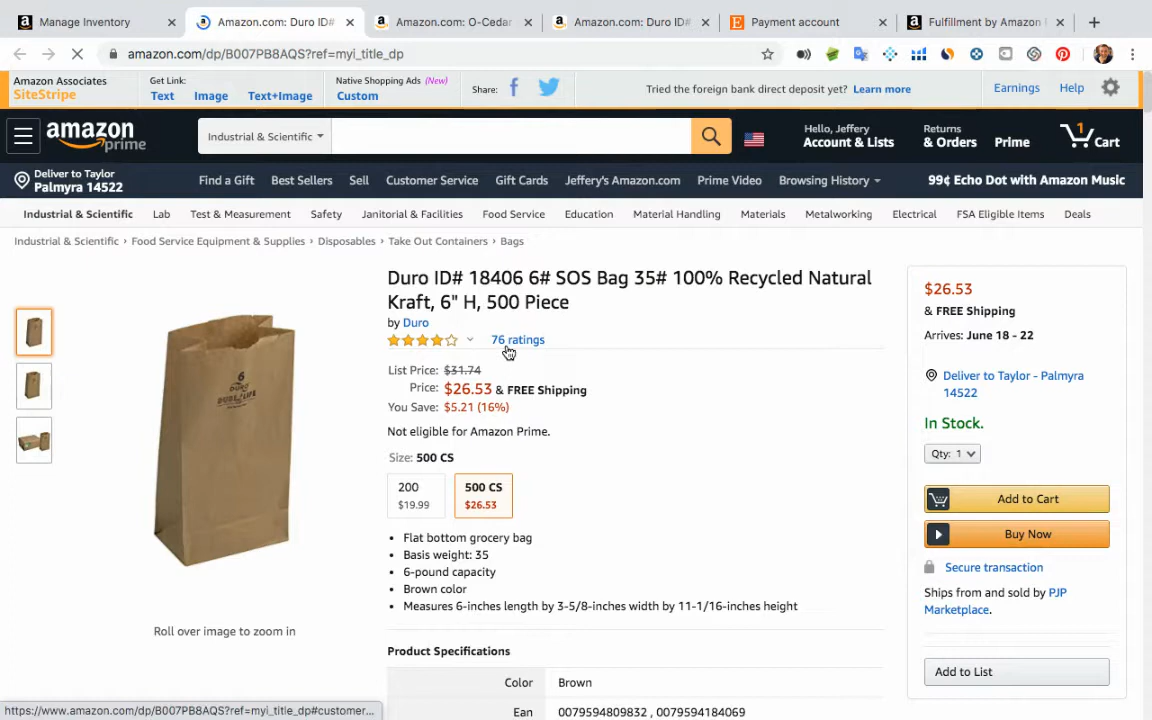 Manage Inventory
Amazon.com: Duro ID#
Amazon.com: O-Cedar
Amazon.com: Duro ID#
Payment account
Fulfillment by Amazon
amazon.com/dp/B007PB8AQS?ref=myi_title_dp
Amazon Associates
SiteStripe
Get Link:
Text Image Text+Image
Native Shopping Ads (New)
Custom
Share:
Tried the foreign bank direct deposit yet? Learn more
Earnings
Help
amazon
prime
Industrial & Scientific
Hello, Jeffery
Account & Lists
Returns
& Orders
Prime
1
Cart
Deliver to Taylor
Palmyra 14522
Find a Gift Best Sellers Sell Customer Service Gift Cards Jeffery's Amazon.com Prime Video Browsing History
99¢ Echo Dot with Amazon Music
Industrial & Scientific Lab Test & Measurement Safety Janitorial & Facilities Food Service Education Material Handling Materials Metalworking Electrical FSA Eligible Items Deals
Industrial & Scientific › Food Service Equipment & Supplies › Disposables › Take Out Containers › Bags
Duro ID# 18406 6# SOS Bag 35# 100% Recycled Natural
Kraft, 6" H, 500 Piece
by Duro
76 ratings
List Price: $31.74
Price: $26.53 & FREE Shipping
You Save: $5.21 (16%)
Not eligible for Amazon Prime.
Size: 500 CS
200
$19.99
500 CS
$26.53
• Flat bottom grocery bag
• Basis weight: 35
• 6-pound capacity
• Brown color
• Measures 6-inches length by 3-5/8-inches width by 11-1/16-inches height
Product Specifications
Color Brown
Ean 0079594809832 , 0079594184069
6
DURO
Roll over image to zoom in
$26.53
& FREE Shipping
Arrives: June 18 - 22
Deliver to Taylor - Palmyra
14522
In Stock.
Qty: 1
Add to Cart
Buy Now
Secure transaction
Ships from and sold by PJP
Marketplace.
Add to List
https://www.amazon.com/dp/B007PB8AQS?ref=myi_title_dp#customer...